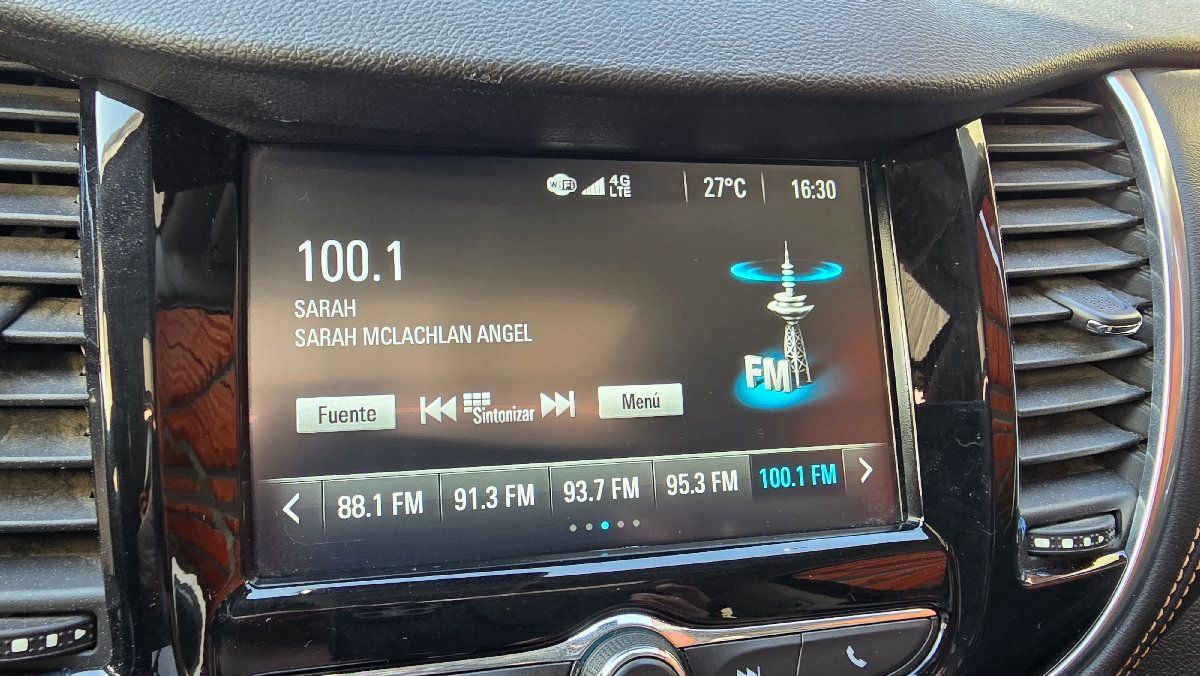 WiFi 4G LTE 27°C 16:30
100.1
SARAH
SARAH MCLACHLAN ANGEL
FM
Fuente Sintonizar Menú
88.1 FM 91.3 FM 93.7 FM 95.3 FM 100.1 FM